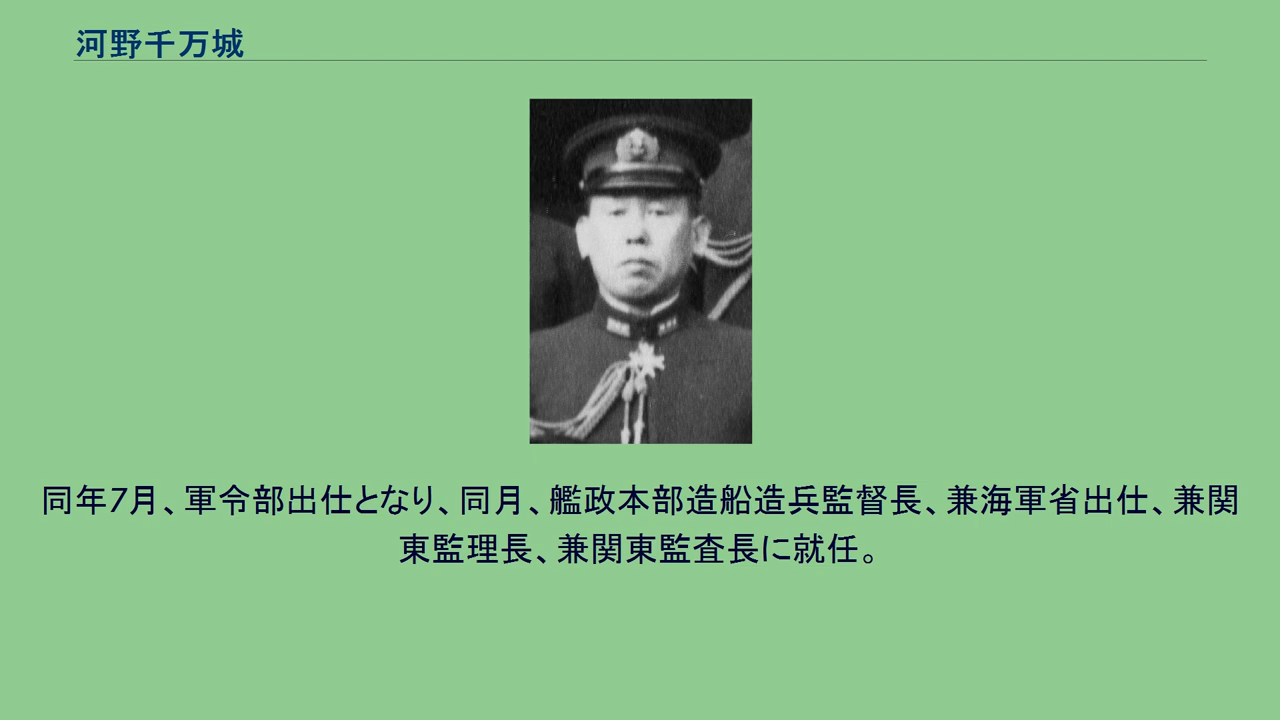 河野千万城
同年7月、軍令部出仕となり、同月、艦政本部造船造兵監督長、兼海軍省出仕、兼関
東監理長、兼関東監査長に就任。